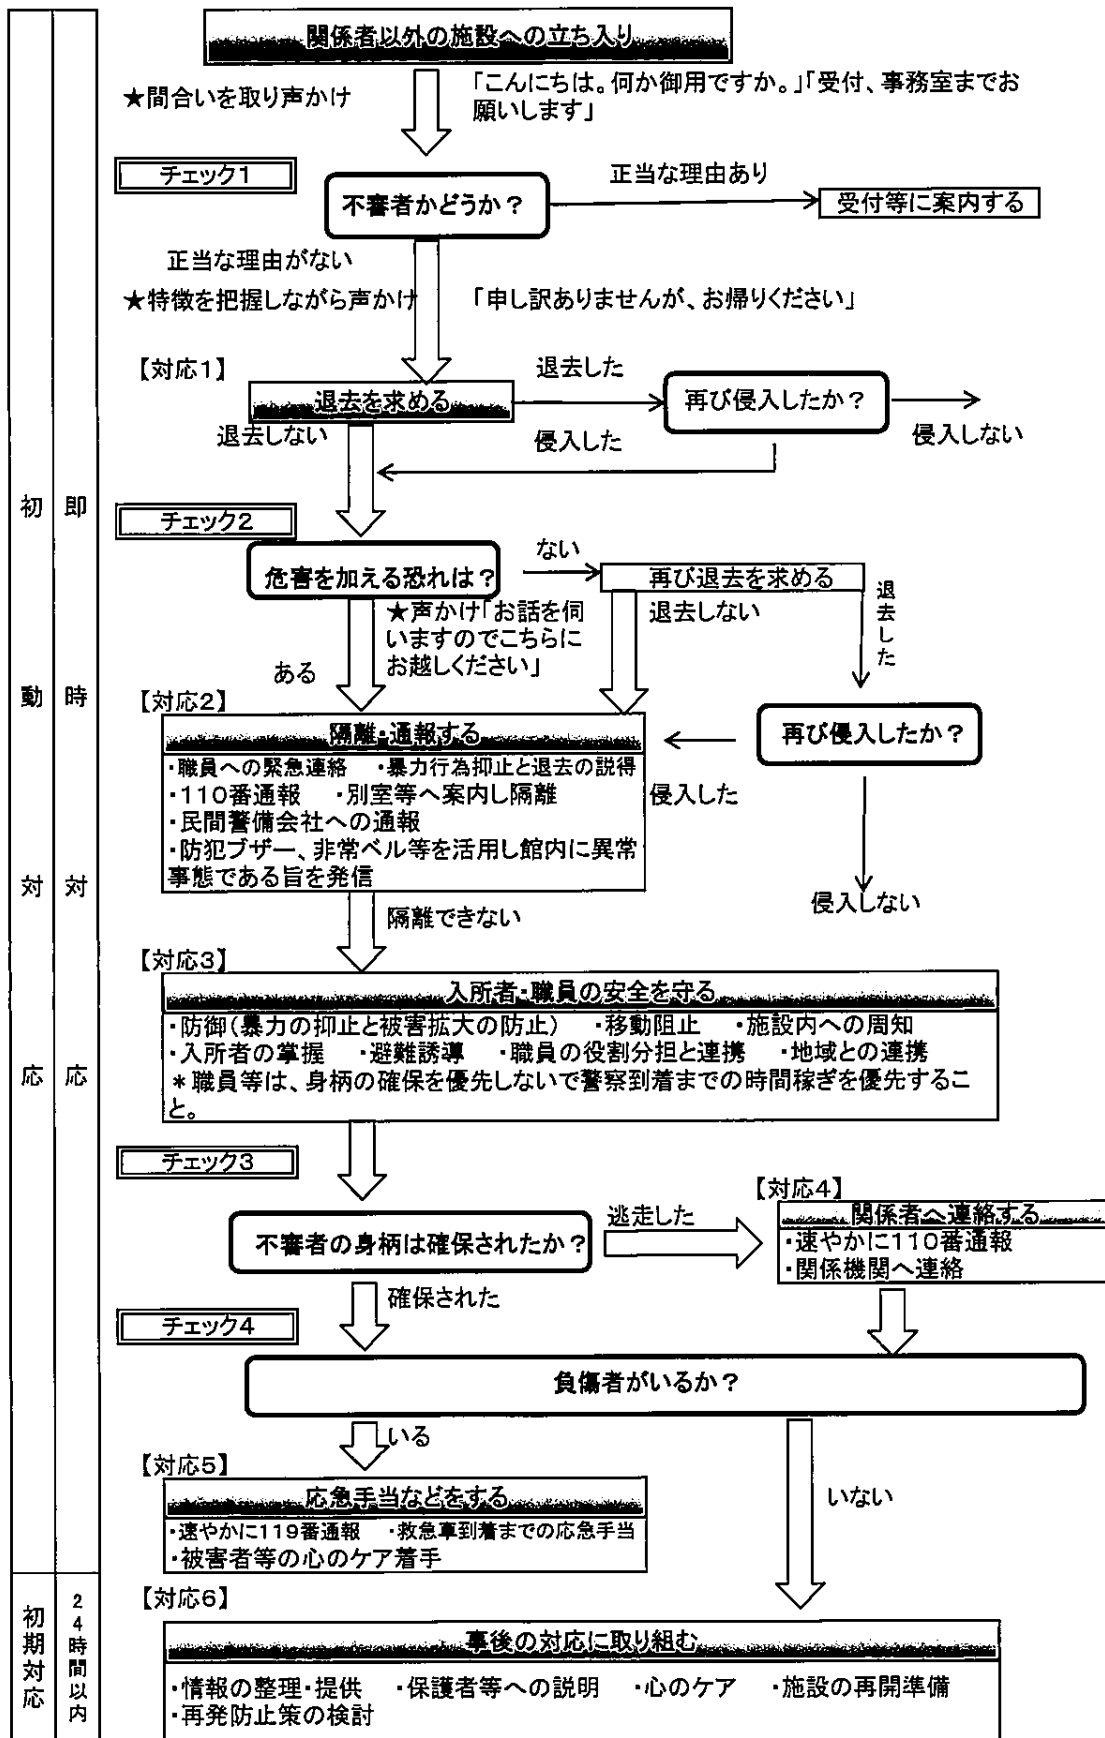 関係者以外の施設への立ち入り
★間合いを取り声かけ
「こんにちは。何か御用ですか。」「受付、事務室までお
願いします」
チェック1
不審者かどうか？
正当な理由あり
受付等に案内する
正当な理由がない
★特徴を把握しながら声かけ
「申し訳ありませんが、お帰りください」
【対応1】
退去を求める
退去した
再び侵入したか？
侵入しない
退去しない
侵入した
チェック2
危害を加える恐れは？
ない
再び退去を求める
退去した
★声かけ「お話を伺
いますのでこちらに
お越しください」
退去しない
ある
【対応2】
隔離・通報する
・職員への緊急連絡　・暴力行為抑止と退去の説得
・110番通報　・別室等へ案内し隔離
・民間警備会社への通報
・防犯ブザー、非常ベル等を活用し館内に異常
事態である旨を発信
再び侵入したか？
侵入した
侵入しない
隔離できない
【対応3】
入所者・職員の安全を守る
・防御（暴力の抑止と被害拡大の防止）　・移動阻止　・施設内への周知
・入所者の掌握　・避難誘導　・職員の役割分担と連携　・地域との連携
＊職員等は、身柄の確保を優先しないで警察到着までの時間稼ぎを優先するこ
と。
チェック3
不審者の身柄は確保されたか？
逃走した
【対応4】
関係者へ連絡する
・速やかに110番通報
・関係機関へ連絡
確保された
チェック4
負傷者がいるか？
いる
いない
【対応5】
応急手当などをする
・速やかに119番通報　・救急車到着までの応急手当
・被害者等の心のケア着手
【対応6】
事後の対応に取り組む
・情報の整理・提供　・保護者等への説明　・心のケア　・施設の再開準備
・再発防止策の検討
初動対応
即時対応
初期対応
24時間以内